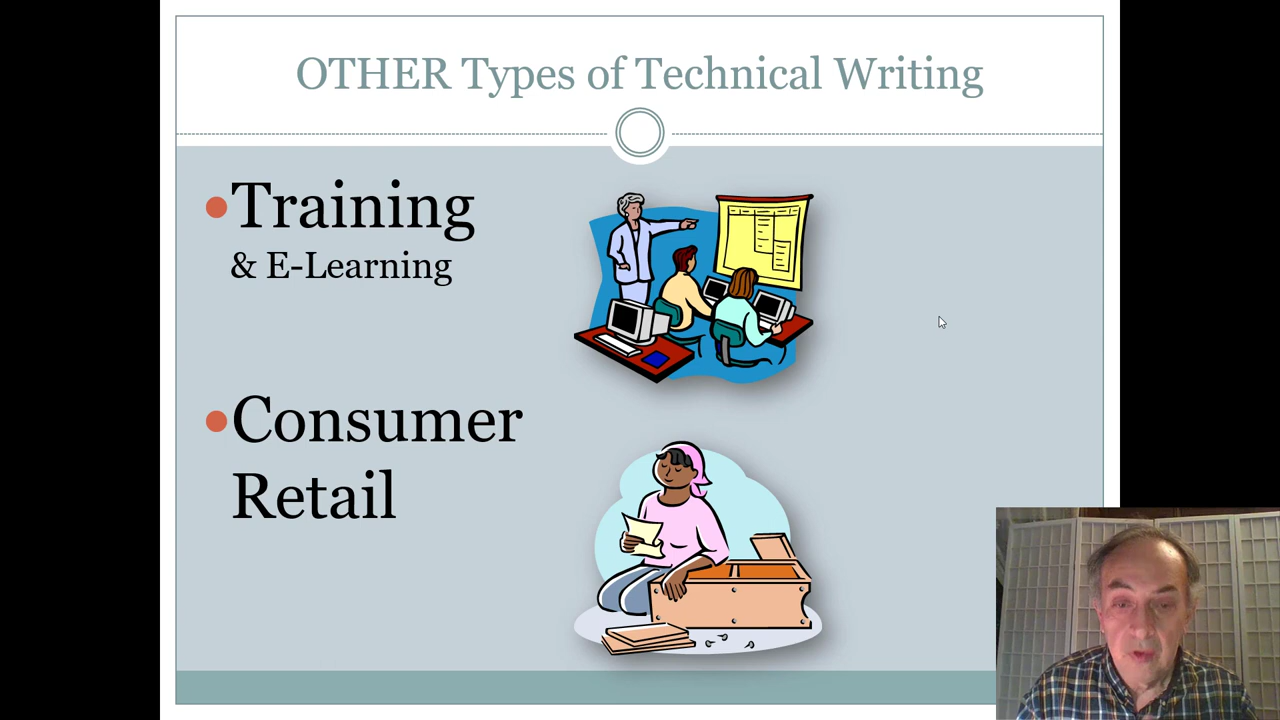 OTHER Types of Technical Writing
Training
& E-Learning
Consumer
Retail